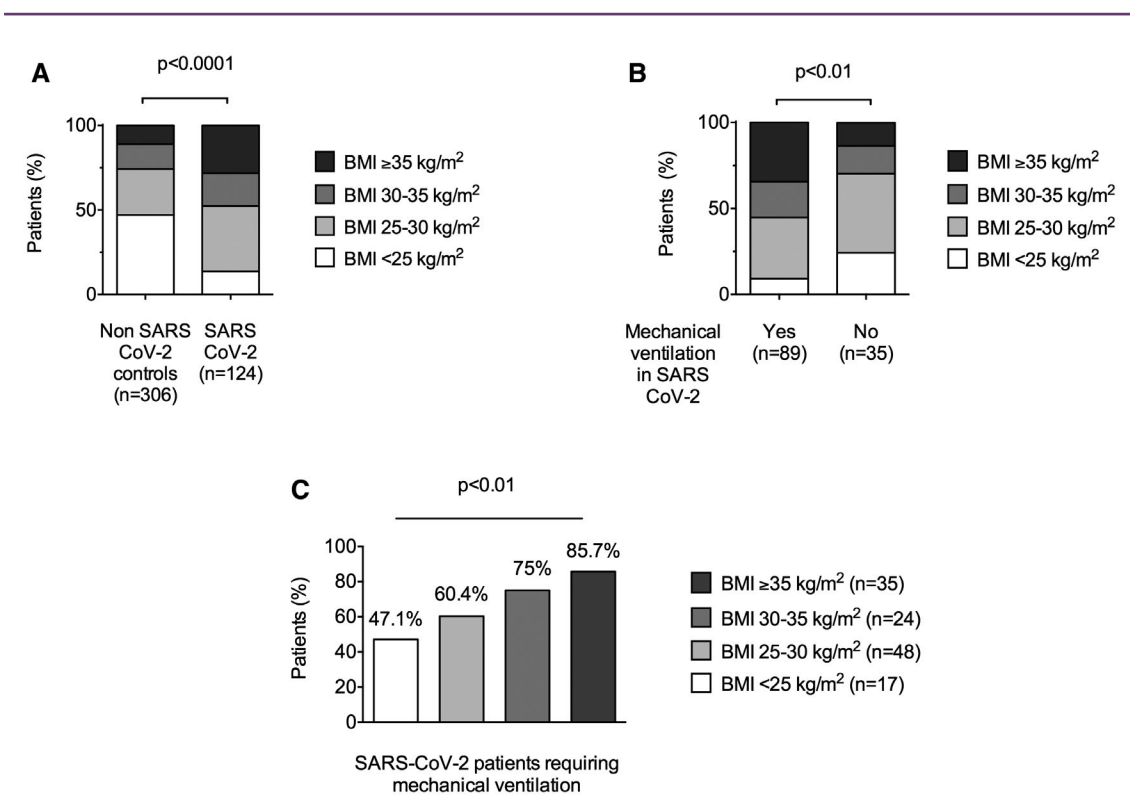 A
p<0.0001
100
50
0
Patients (%)
Non SARS CoV-2 controls (n=306)
SARS CoV-2 (n=124)
BMI ≥35 kg/m²
BMI 30-35 kg/m²
BMI 25-30 kg/m²
BMI <25 kg/m²
B
p<0.01
100
50
0
Patients (%)
Mechanical ventilation in SARS CoV-2
Yes (n=89)
No (n=35)
BMI ≥35 kg/m²
BMI 30-35 kg/m²
BMI 25-30 kg/m²
BMI <25 kg/m²
C
p<0.01
100
80
60
40
20
0
Patients (%)
47.1%
60.4%
75%
85.7%
SARS-CoV-2 patients requiring
mechanical ventilation
BMI ≥35 kg/m² (n=35)
BMI 30-35 kg/m² (n=24)
BMI 25-30 kg/m² (n=48)
BMI <25 kg/m² (n=17)